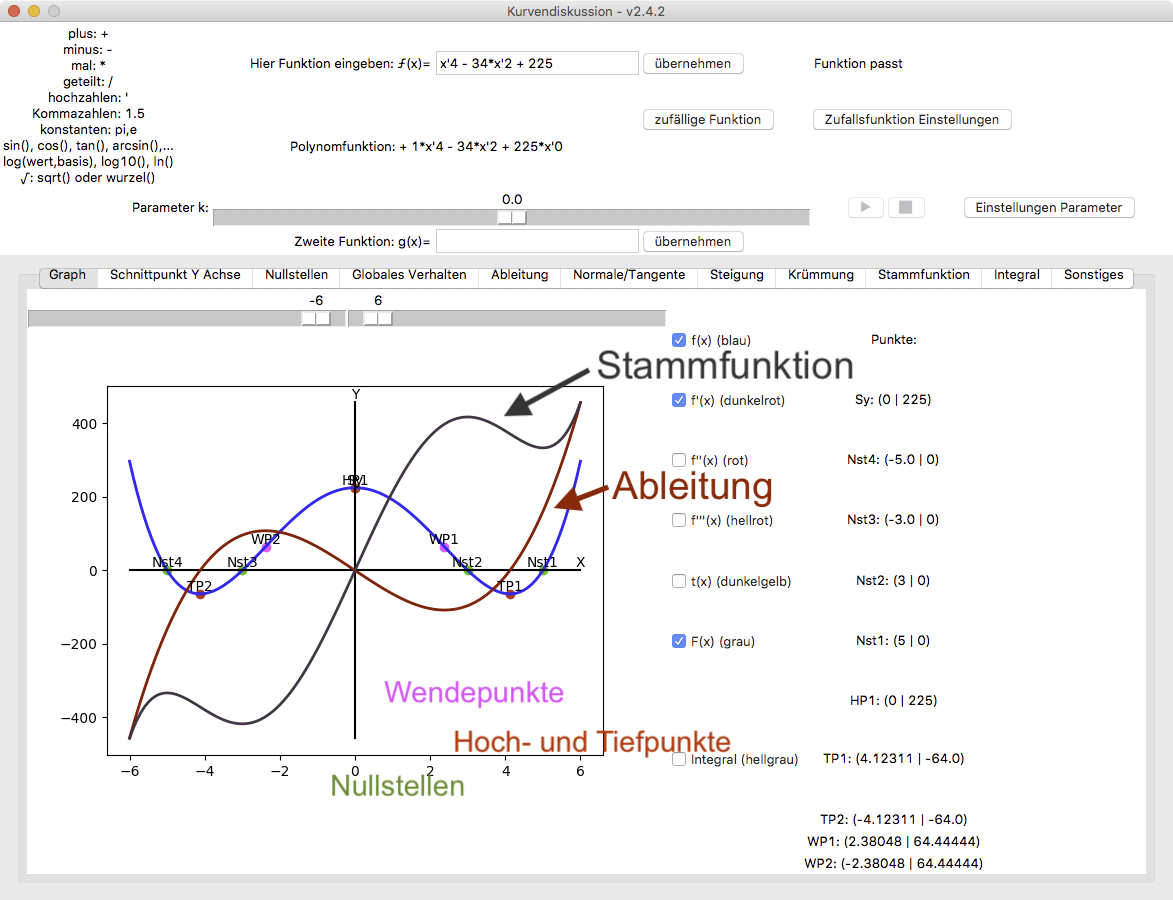 Kurvendiskussion - v2.4.2
plus: +
minus: -
mal: *
geteilt: /
hochzahlen: '
Kommazahlen: 1.5
konstanten: pi,e
sin(), cos(), tan(), arcsin(),...
log(wert,basis), log10(), ln()
√: sqrt() oder wurzel()
Hier Funktion eingeben: ƒ(x)= x'4 - 34*x'2 + 225 übernehmen Funktion passt
zufällige Funktion Zufallsfunktion Einstellungen
Polynomfunktion: + 1*x'4 - 34*x'2 + 225*x'0
0.0
Parameter k: Einstellungen Parameter
Zweite Funktion: g(x)= übernehmen
Graph Schnittpunkt Y Achse Nullstellen Globales Verhalten Ableitung Normale/Tangente Steigung Krümmung Stammfunktion Integral Sonstiges
-6 6
f(x) (blau) Punkte:
Stammfunktion
f'(x) (dunkelrot) Sy: (0 | 225)
f''(x) (rot) Nst4: (-5.0 | 0)
Ableitung
f'''(x) (hellrot) Nst3: (-3.0 | 0)
t(x) (dunkelgelb) Nst2: (3 | 0)
F(x) (grau) Nst1: (5 | 0)
HP1: (0 | 225)
Integral (hellgrau) TP1: (4.12311 | -64.0)
TP2: (-4.12311 | -64.0)
WP1: (2.38048 | 64.44444)
WP2: (-2.38048 | 64.44444)
Y
400
200
0
−200
−400
HP1
WP2 WP1
Nst4 Nst3 Nst2 Nst1 X
TP2 TP1
Wendepunkte
Hoch- und Tiefpunkte
−6 −4 −2 0 2 4 6
Nullstellen